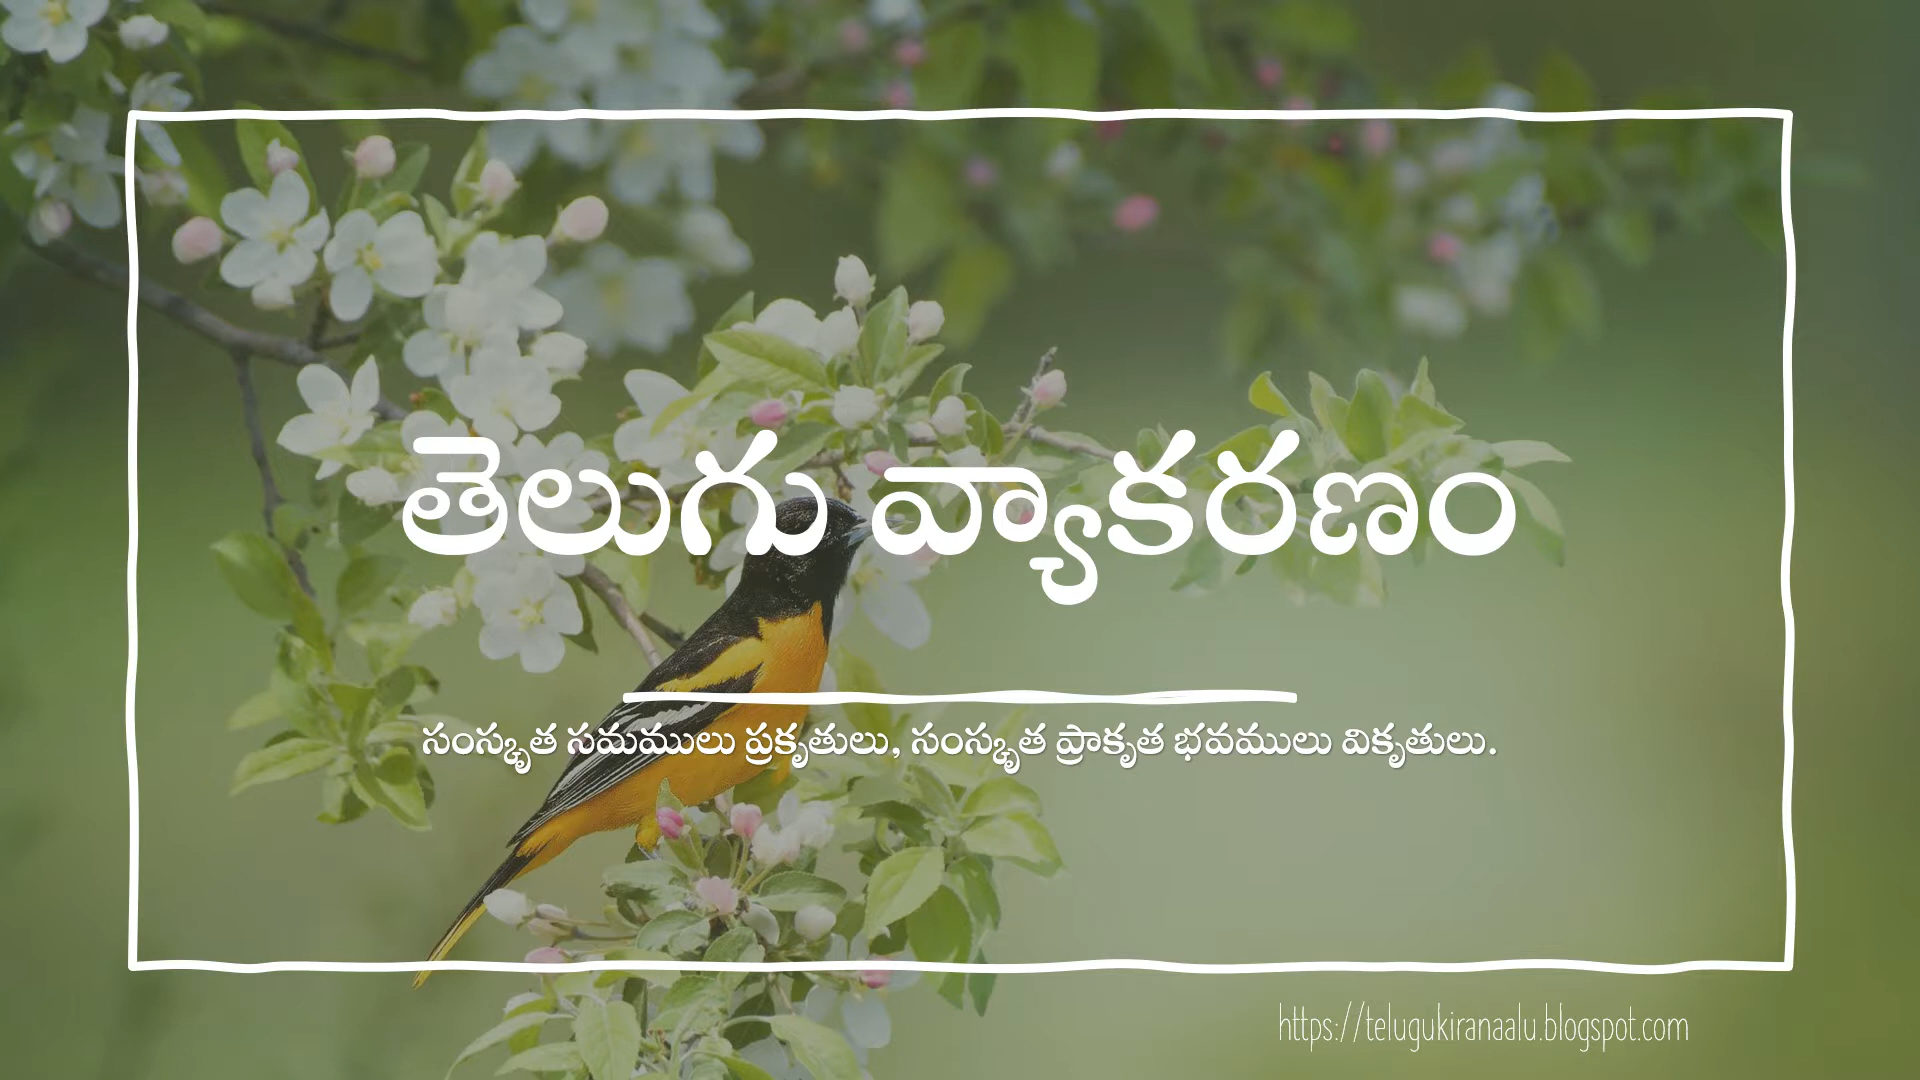 తెలుగు వ్యాకరణం
సంస్కృత సమములు ప్రకృతులు, సంస్కృత ప్రాకృత భవములు వికృతులు.
https://telugukiranaalu.blogspot.com